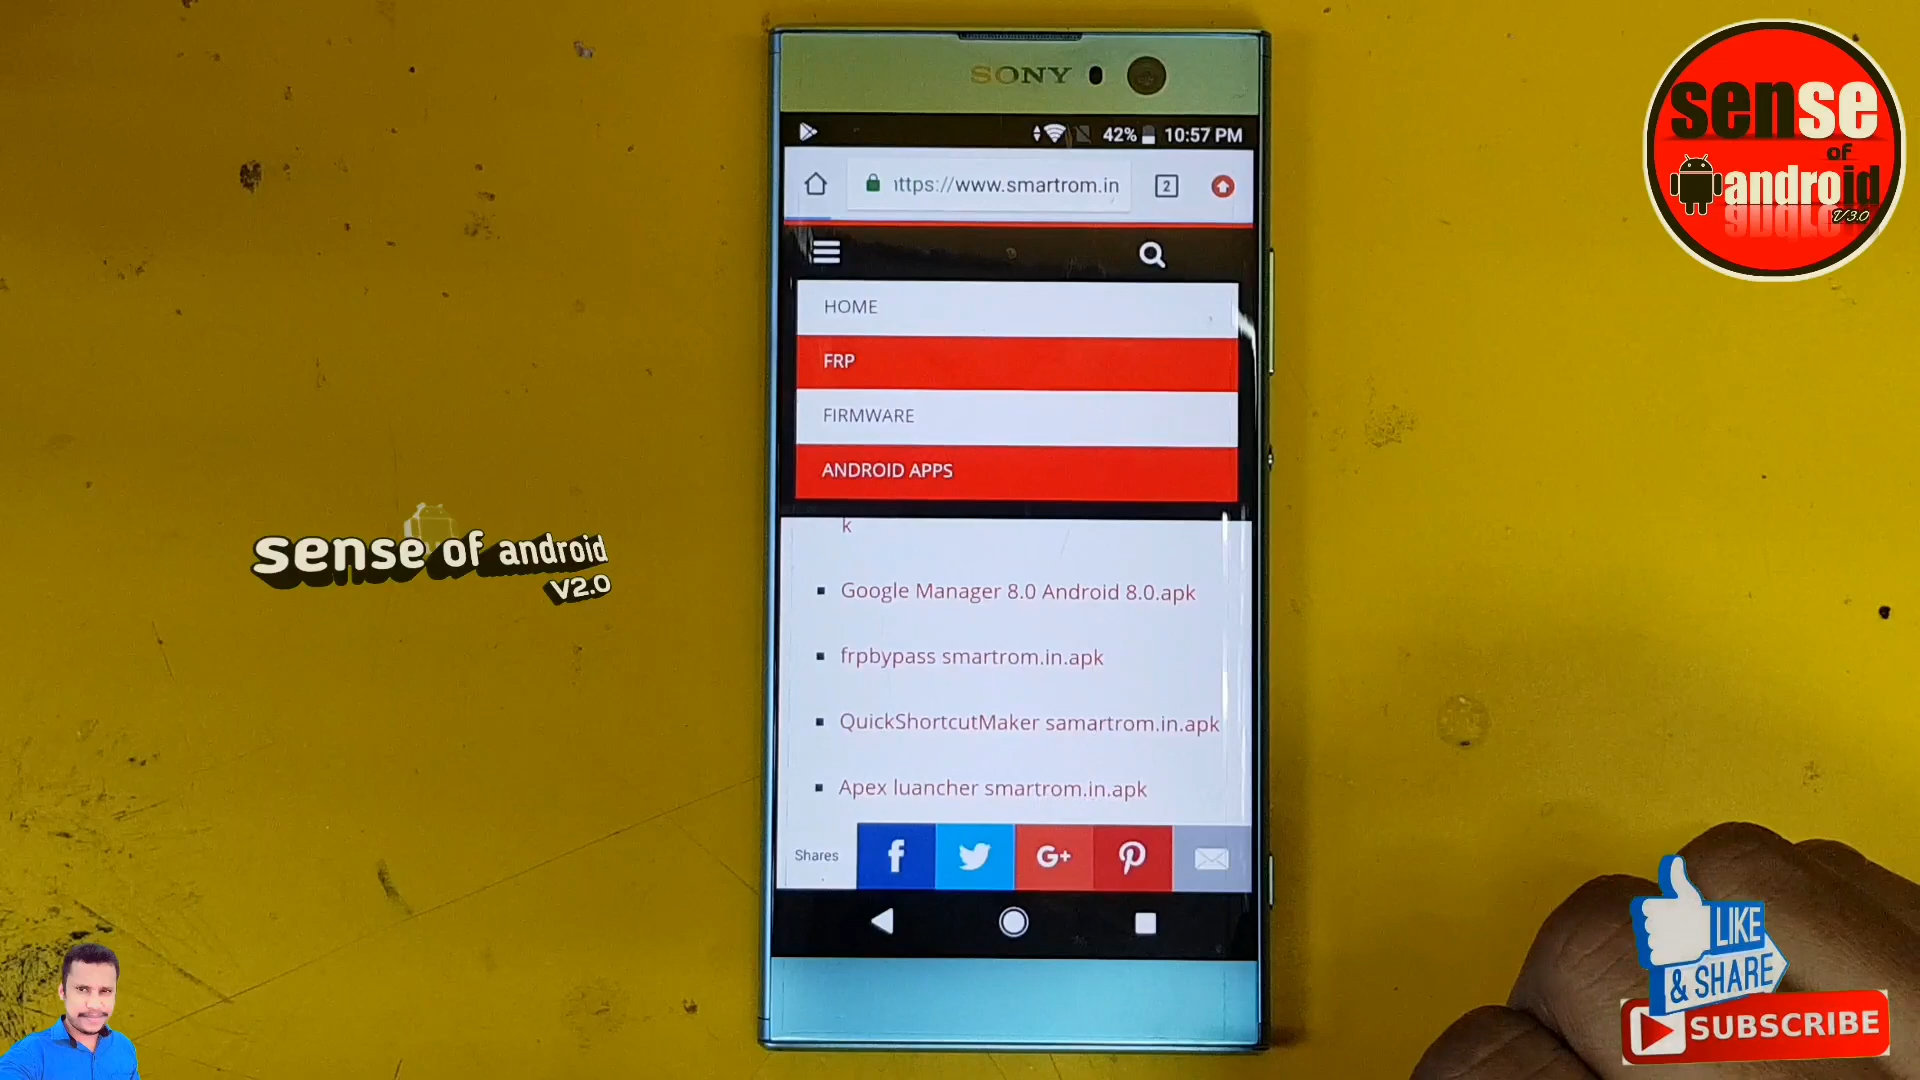 SONY
42% 10:57 PM
ttps://www.smartrom.in
2
HOME
FRP
FIRMWARE
ANDROID APPS
k
Google Manager 8.0 Android 8.0.apk
frpbypass smartrom.in.apk
QuickShortcutMaker samartrom.in.apk
Apex luancher smartrom.in.apk
Shares
f
G+
sense
of
android
V3.0
sense of android
V2.0
LIKE
& SHARE
SUBSCRIBE